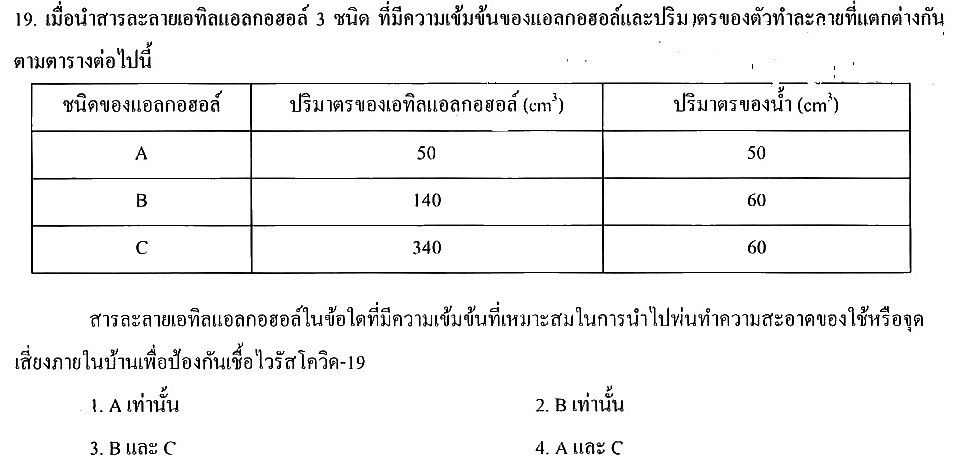 19. เมื่อนำสารละลายเอทิลแอลกอฮอล์ 3 ชนิด ที่มีความเข้มข้นของแอลกอฮอล์และปริมาตรของตัวทำละลายที่แตกต่างกัน
ตามตารางต่อไปนี้
ชนิดของแอลกอฮอล์ ปริมาตรของเอทิลแอลกอฮอล์ (cm³) ปริมาตรของน้ำ (cm³)
A 50 50
B 140 60
C 340 60
สารละลายเอทิลแอลกอฮอล์ในข้อใดที่มีความเข้มข้นที่เหมาะสมในการนำไปพ่นทำความสะอาดของใช้หรือจุด
เสี่ยงภายในบ้านเพื่อป้องกันเชื้อไวรัสโควิด-19
1. A เท่านั้น 2. B เท่านั้น
3. B และ C 4. A และ C